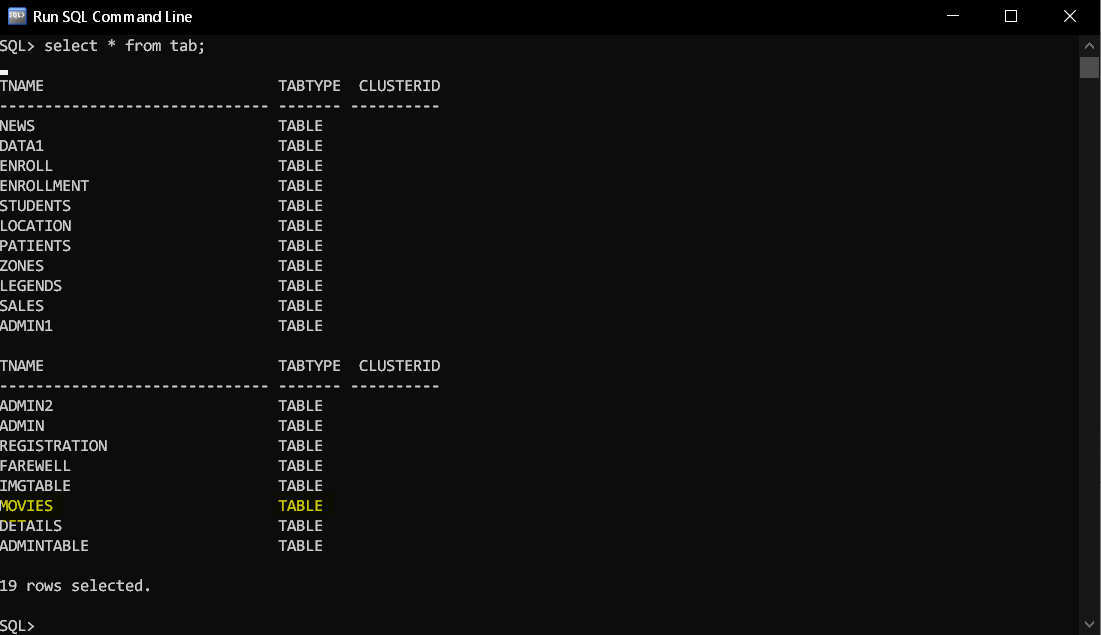 Run SQL Command Line
SQL> select * from tab;
TNAME                          TABTYPE  CLUSTERID
------------------------------ ------- ----------
NEWS                           TABLE
DATA1                          TABLE
ENROLL                         TABLE
ENROLLMENT                     TABLE
STUDENTS                       TABLE
LOCATION                       TABLE
PATIENTS                       TABLE
ZONES                          TABLE
LEGENDS                        TABLE
SALES                          TABLE
ADMIN1                         TABLE
TNAME                          TABTYPE  CLUSTERID
------------------------------ ------- ----------
ADMIN2                         TABLE
ADMIN                          TABLE
REGISTRATION                   TABLE
FAREWELL                       TABLE
IMGTABLE                       TABLE
MOVIES                         TABLE
DETAILS                        TABLE
ADMINTABLE                     TABLE
19 rows selected.
SQL>